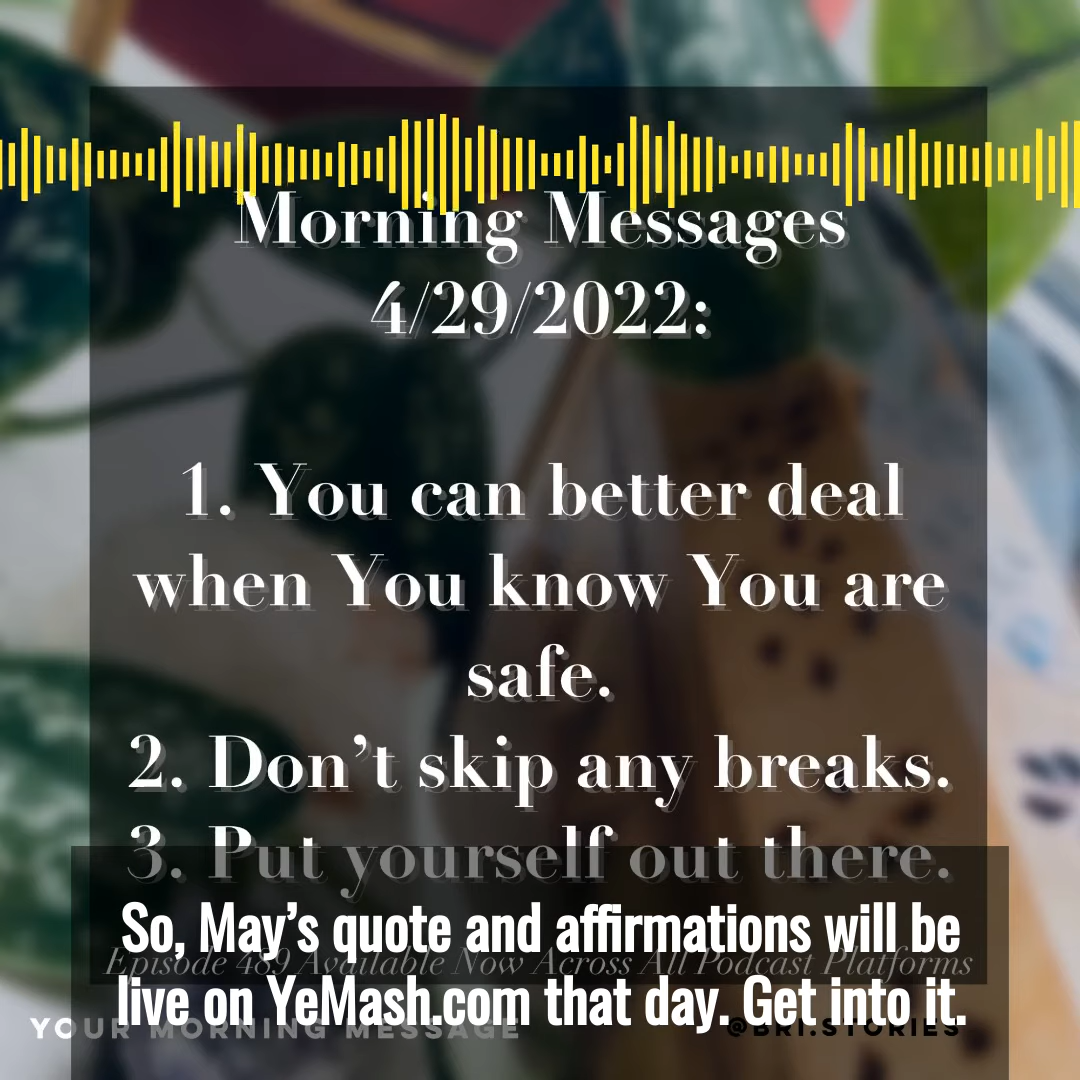 Morning Messages
4/29/2022:
1. You can better deal
when You know You are
safe.
2. Don't skip any breaks.
3. Put yourself out there.
So, May's quote and affirmations will be
Episode 489 Available Now Across All Podcast Platforms
live on YeMash.com that day. Get into it.
YOUR MORNING MESSAGE
@BRI.STORIES